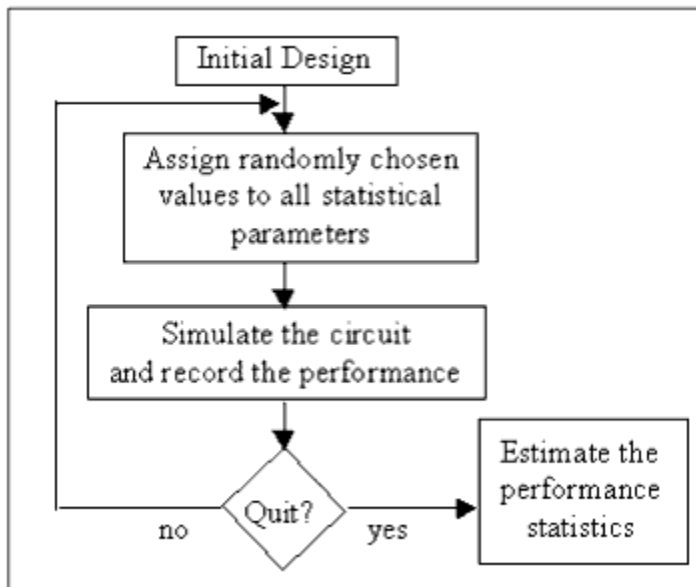 Initial Design
Assign randomly chosen
values to all statistical
parameters
Simulate the circuit
and record the performance
Quit?
no
yes
Estimate the
performance
statistics